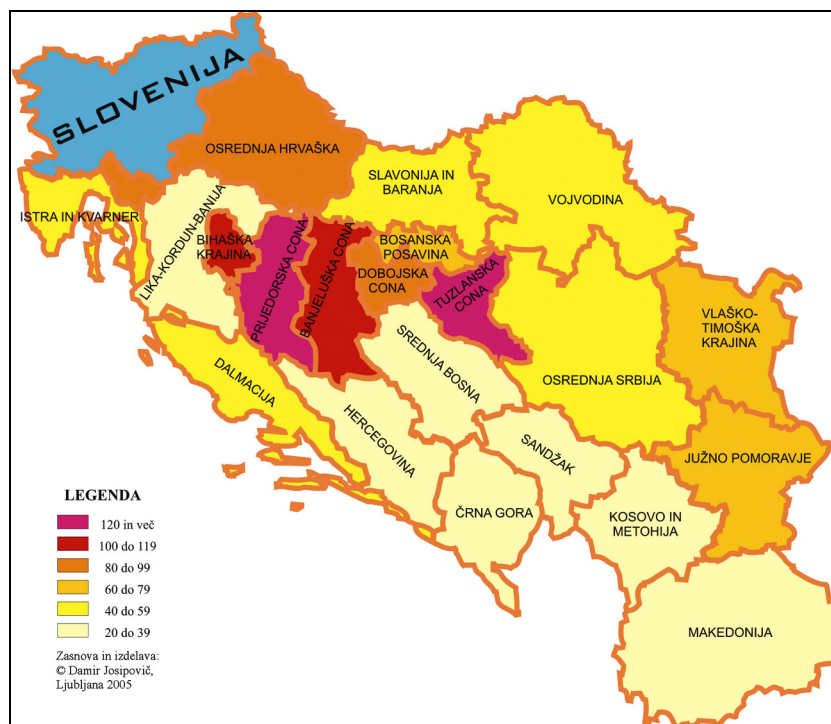 SLOVENIJA
OSREDNJA HRVAŠKA
ISTRA IN KVARNER
LIKA-KORDUN-BANIJA
BIHAŠKA
KRAJINA
PRIJEDORSKA CONA
BANJELUŠKA CONA
SLAVONIJA IN
BARANJA
VOJVODINA
BOSANSKA
POSAVINA
DOBOJSKA
CONA
TUZLANSKA
CONA
VLAŠKO-
TIMOŠKA
KRAJINA
SREDNJA BOSNA
OSREDNJA SRBIJA
DALMACIJA
HERCEGOVINA
SANDŽAK
JUŽNO POMORAVJE
ČRNA GORA
KOSOVO IN
METOHIJA
MAKEDONIJA
LEGENDA
120 in več
100 do 119
80 do 99
60 do 79
40 do 59
20 do 39
Zasnova in izdelava:
© Damir Josipovič,
Ljubljana 2005